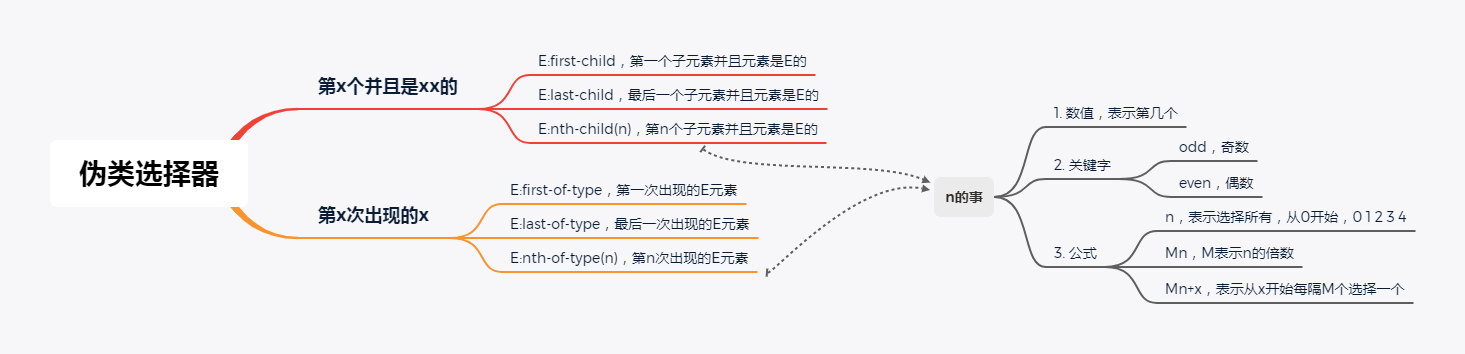 伪类选择器
第x个并且是xx的
E:first-child，第一个子元素并且元素是E的
E:last-child，最后一个子元素并且元素是E的
E:nth-child(n)，第n个子元素并且元素是E的
第x次出现的x
E:first-of-type，第一次出现的E元素
E:last-of-type，最后一次出现的E元素
E:nth-of-type(n)，第n次出现的E元素
n的事
1. 数值，表示第几个
2. 关键字
odd，奇数
even，偶数
3. 公式
n，表示选择所有，从0开始，0 1 2 3 4
Mn，M表示n的倍数
Mn+x，表示从x开始每隔M个选择一个